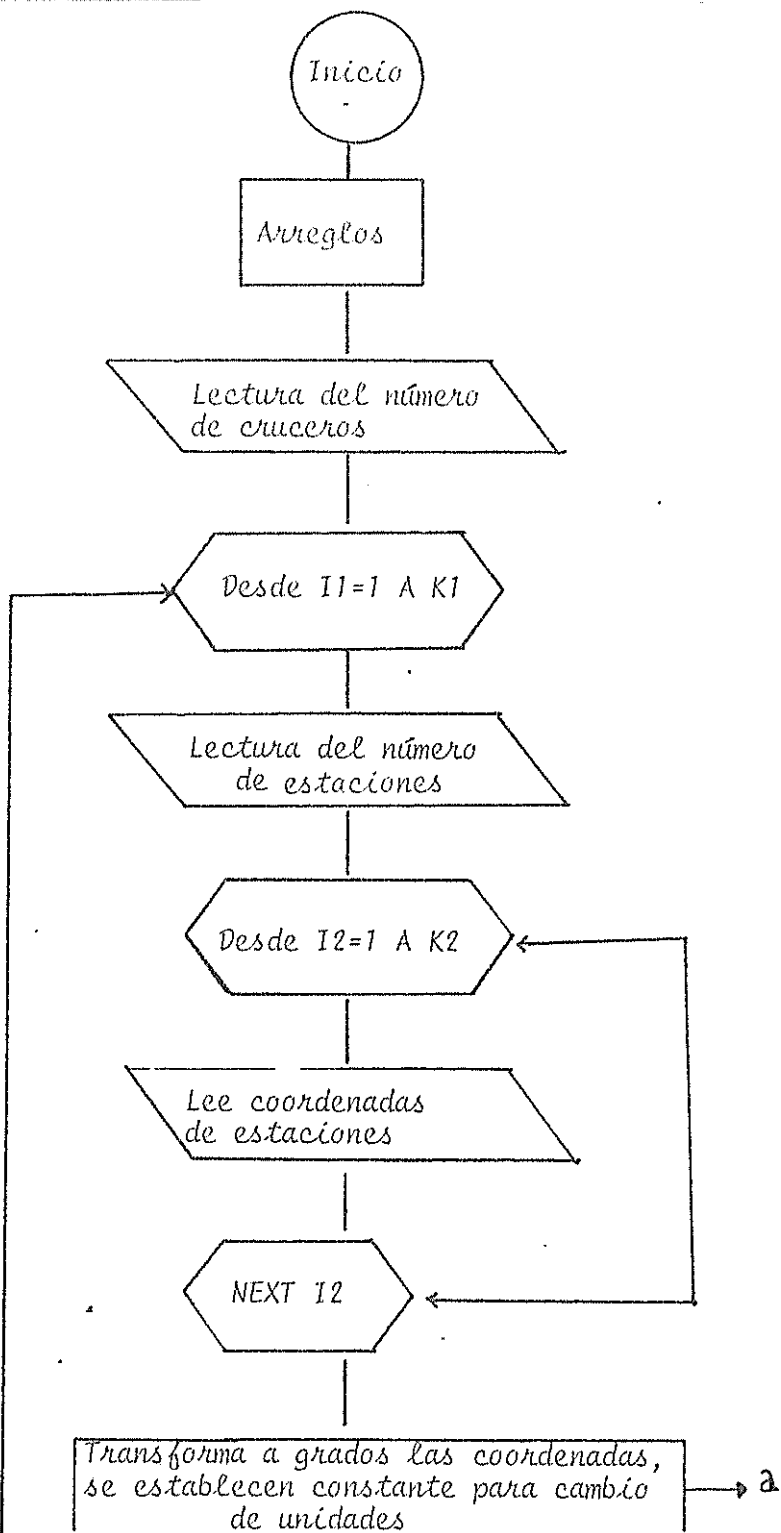 Inicio
Arreglos
Lectura del número
de cruceros
Desde I1=1 A K1
Lectura del número
de estaciones
Desde I2=1 A K2
Lee coordenadas
de estaciones
NEXT I2
Transforma a grados las coordenadas,
se establecen constante para cambio
de unidades
a